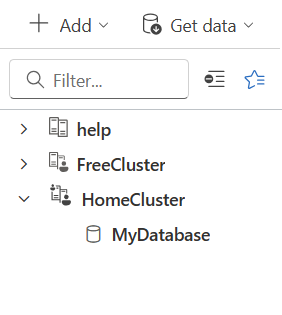 Add Get data
Filter...
help
FreeCluster
HomeCluster
MyDatabase